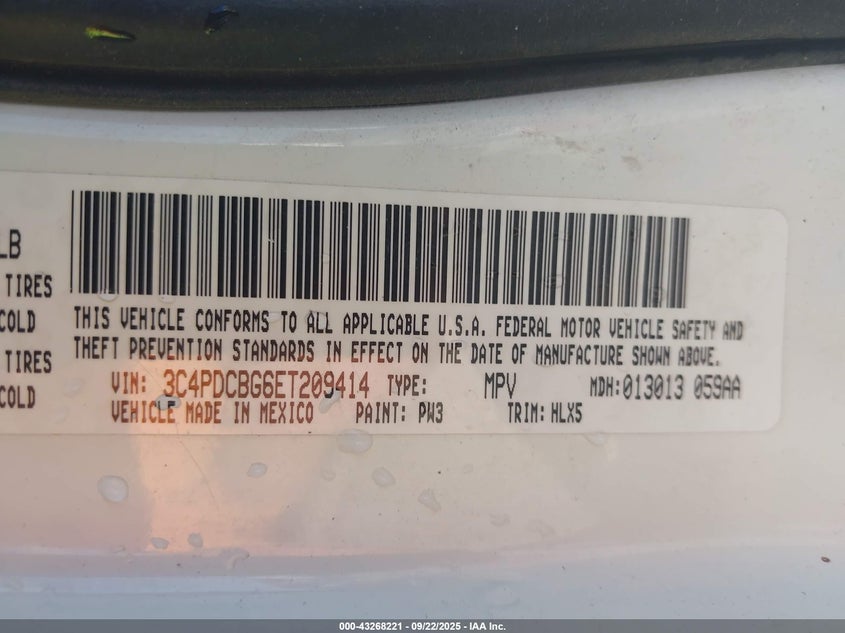 LB
TIRES
COLD
TIRES
COLD
THIS VEHICLE CONFORMS TO ALL APPLICABLE U.S.A. FEDERAL MOTOR VEHICLE SAFETY AND
THEFT PREVENTION STANDARDS IN EFFECT ON THE DATE OF MANUFACTURE SHOWN ABOVE.
VIN: 3C4PDCBG6ET209414 TYPE: MPV MDH:013013 059AA
VEHICLE MADE IN MEXICO PAINT: PW3 TRIM: HLX5
000-43268221 - 09/22/2025 - IAA Inc.